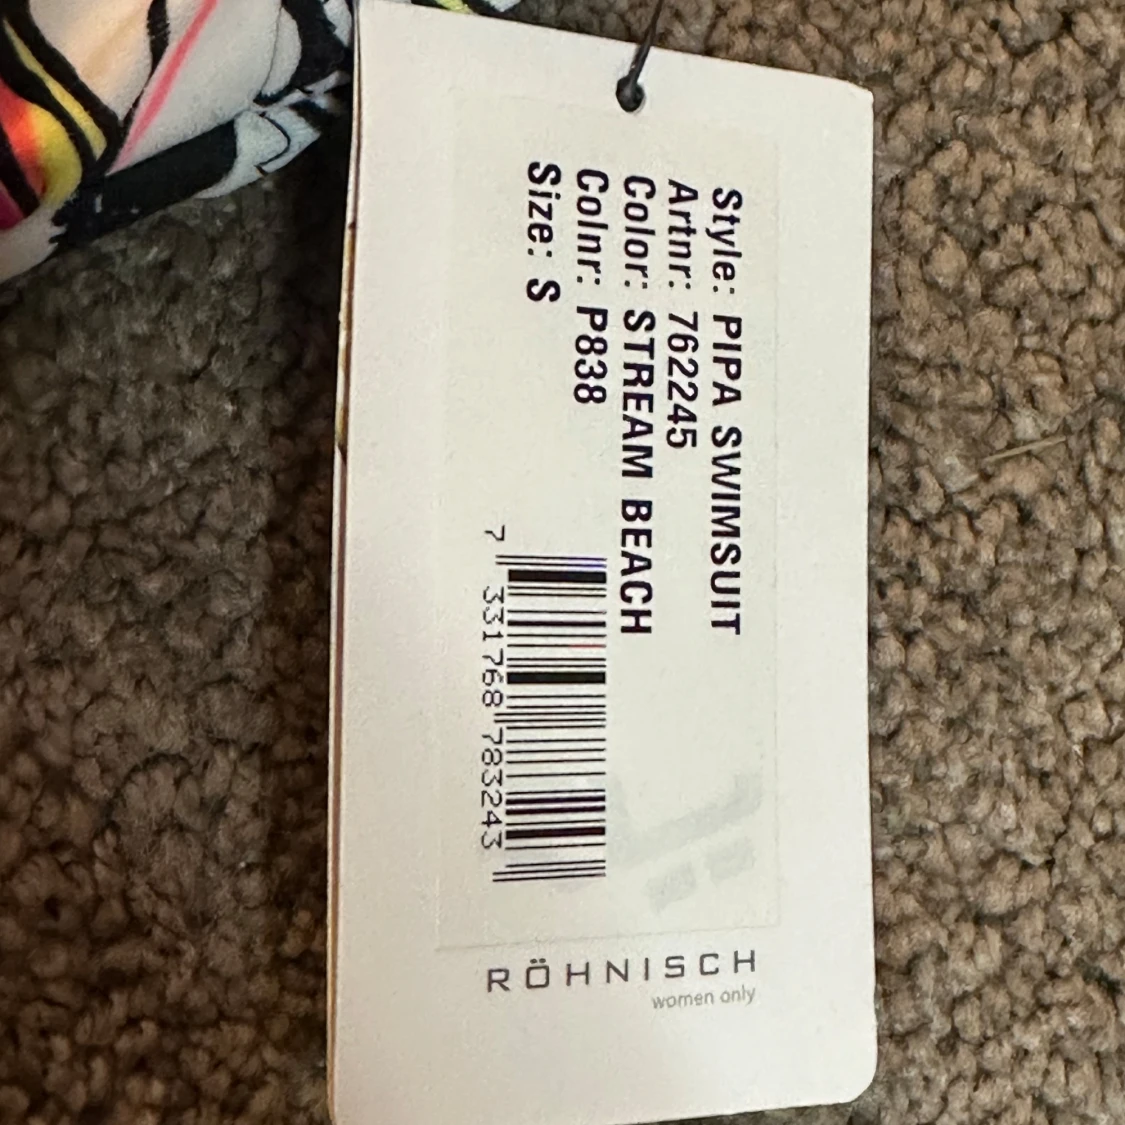 Style: PIPA SWIMSUIT
Artnr: 762245
Color: STREAM BEACH
Colnr: P838
Size: S
7 331768 783243
RÖHNISCH
women only